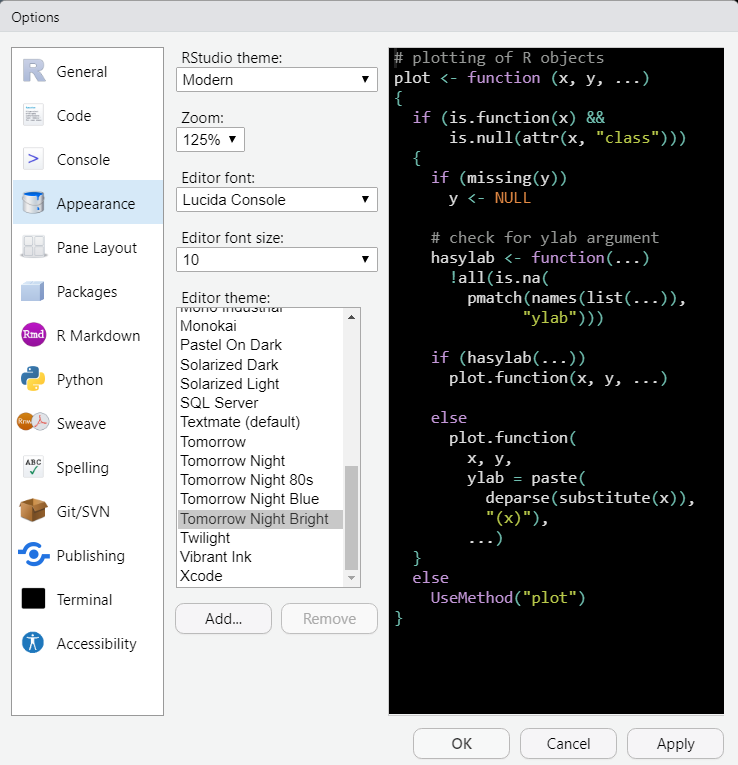 Options
General
Code
Console
Appearance
Pane Layout
Packages
Rmd R Markdown
Python
Sweave
ABC Spelling
Git/SVN
Publishing
Terminal
Accessibility
RStudio theme:
Modern
Zoom:
125%
Editor font:
Lucida Console
Editor font size:
10
Editor theme:
Mono Industrial
Monokai
Pastel On Dark
Solarized Dark
Solarized Light
SQL Server
Textmate (default)
Tomorrow
Tomorrow Night
Tomorrow Night 80s
Tomorrow Night Blue
Tomorrow Night Bright
Twilight
Vibrant Ink
Xcode
Add...
Remove
# plotting of R objects
plot <- function (x, y, ...)
{
  if (is.function(x) &&
      is.null(attr(x, "class")))
  {
    if (missing(y))
      y <- NULL
    # check for ylab argument
    hasylab <- function(...)
      !all(is.na(
        pmatch(names(list(...)),
              "ylab")))
    if (hasylab(...))
      plot.function(x, y, ...)
    else
      plot.function(
        x, y,
        ylab = paste(
          deparse(substitute(x)),
          "(x)"),
        ...)
  }
  else
    UseMethod("plot")
}
OK
Cancel
Apply